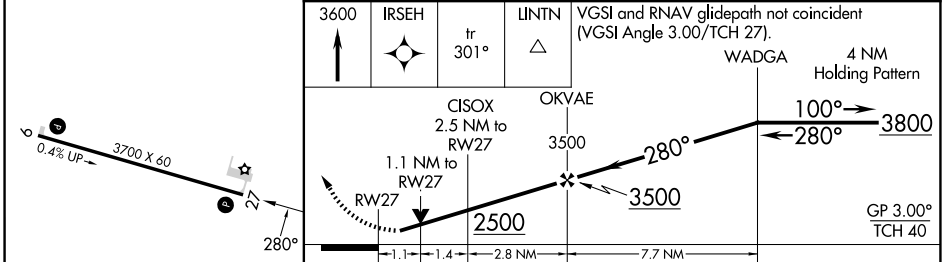 3600
IRSEH
tr
301°
LINTN
VGSI and RNAV glidepath not coincident
(VGSI Angle 3.00/TCH 27).
WADGA
4 NM
Holding Pattern
OKVAE
CISOX
2.5 NM to
RW27
1.1 NM to
RW27
RW27
3500
100°
280°
3800
280°
3500
2500
GP 3.00°
TCH 40
1.1
1.4
2.8 NM
7.7 NM
9
P
0.4% UP
3700 X 60
P
27
280°